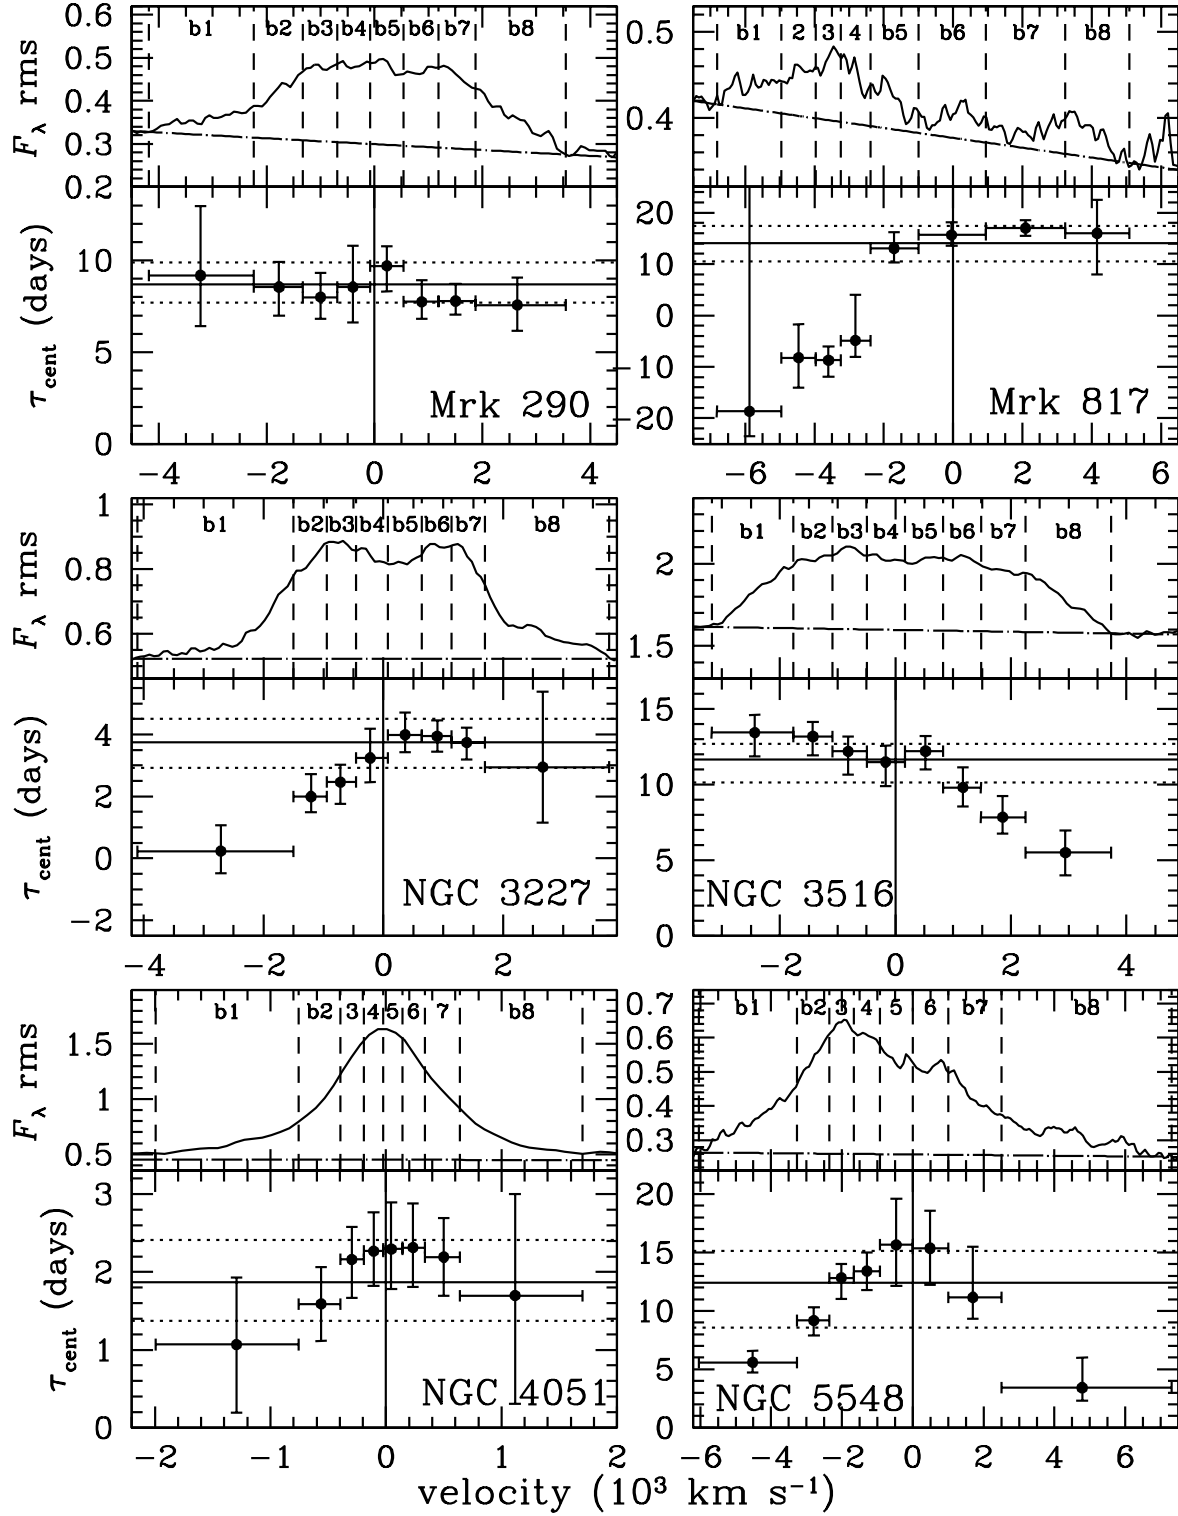 0.6
0.5
0.4
0.3
0.2
F_λ rms
b1 b2 b3 b4 b5 b6 b7 b8
10
5
0
τ_cent (days)
Mrk 290
−4 −2 0 2 4
0.5
0.4
b1 2 3 4 b5 b6 b7 b8
20
10
0
−10
−20
Mrk 817
−6 −4 −2 0 2 4 6
1
0.8
0.6
F_λ rms
b1 b2 b3 b4 b5 b6 b7 b8
4
2
0
−2
τ_cent (days)
NGC 3227
−4 −2 0 2
2
1.5
b1 b2 b3 b4 b5 b6 b7 b8
15
10
5
0
NGC 3516
−2 0 2 4
1.5
1
0.5
F_λ rms
b1 b2 3 4 5 6 7 b8
3
2
1
0
τ_cent (days)
NGC 4051
−2 −1 0 1 2
0.7
0.6
0.5
0.4
0.3
b1 b2 3 4 5 6 b7 b8
20
15
10
5
0
NGC 5548
−6 −4 −2 0 2 4 6
velocity (10³ km s⁻¹)